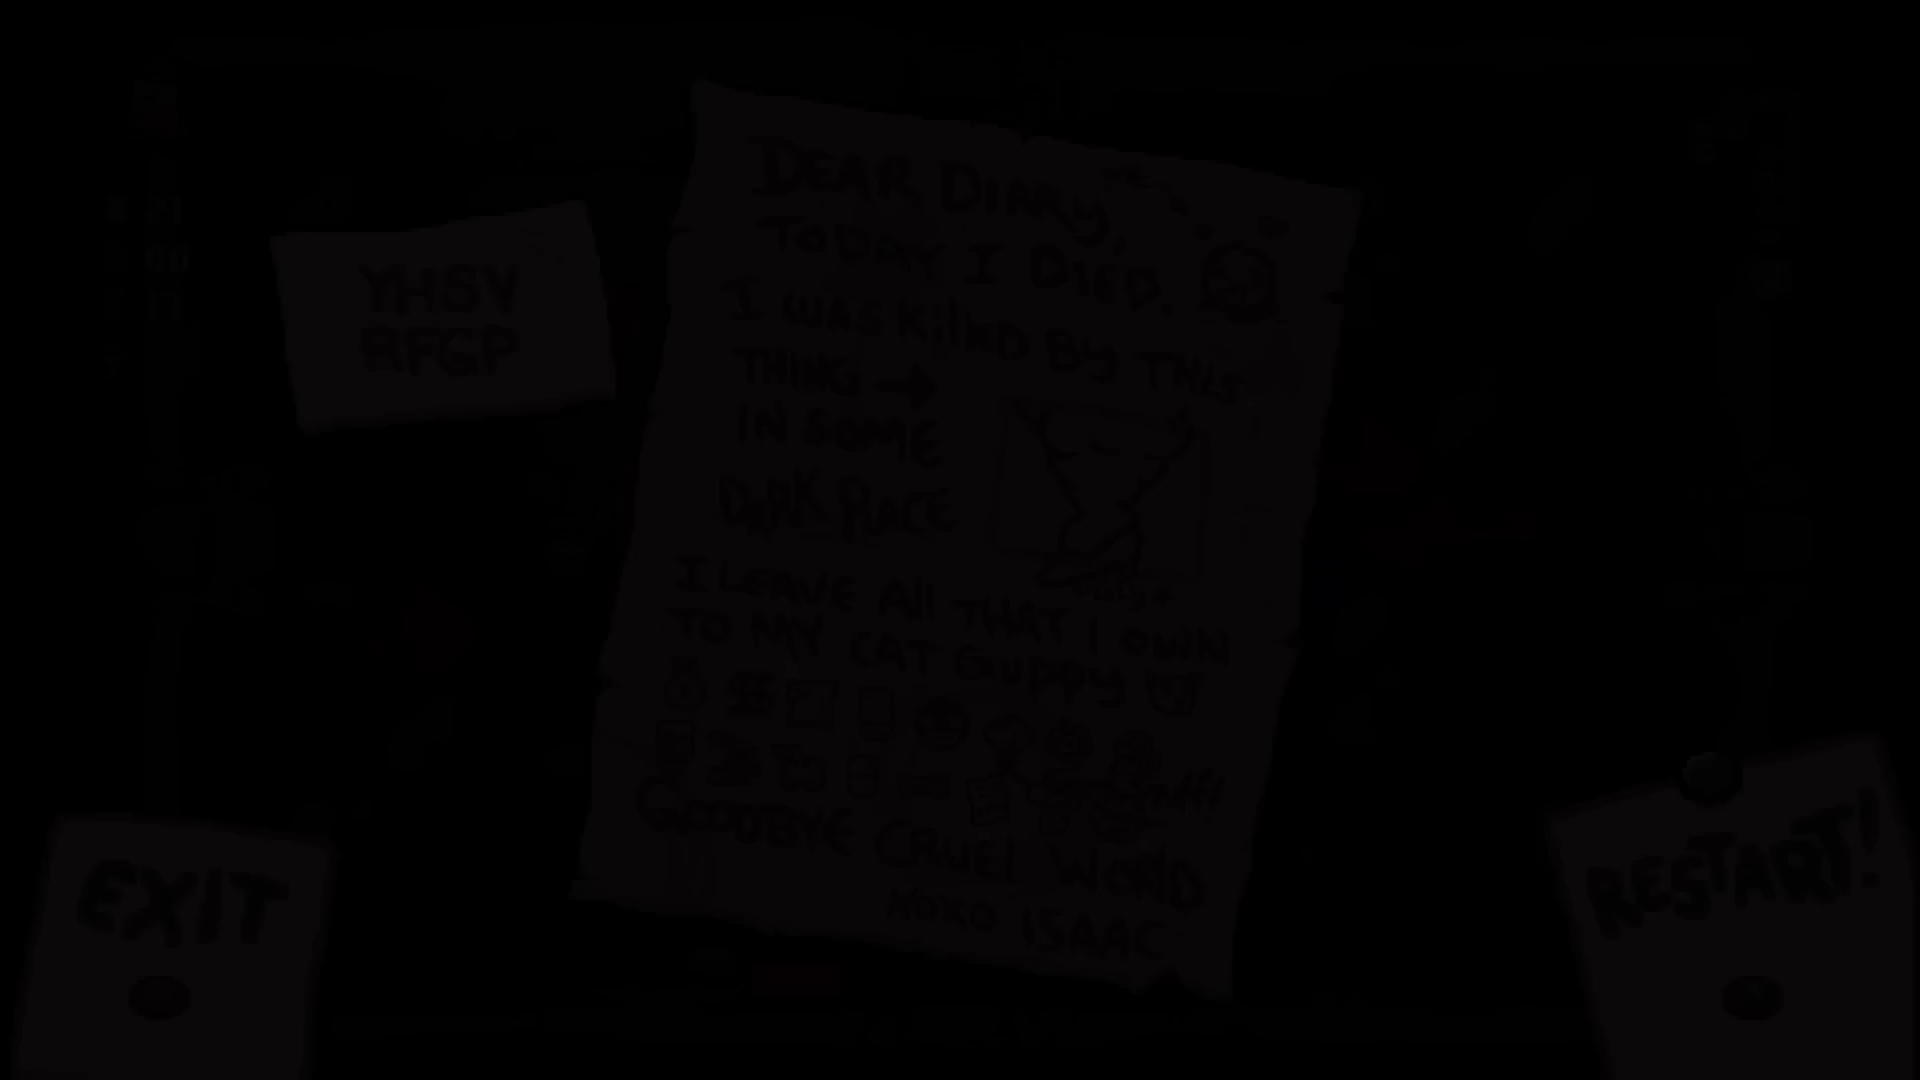 YHSV
RFGP
DEAR DIARY,
TODAY I DIED.
I WAS KillED BY THIS
THING →
IN SOME
DARK PLACE
I LEAVE All THAT I OWN
TO MY CAT GUPPY
GOODBYE CRUEL WORLD
XOXO ISAAC
EXIT
RESTART!